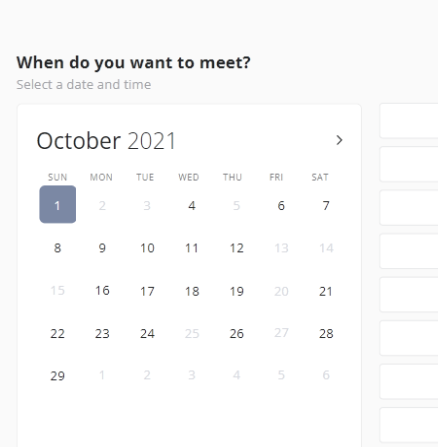 When do you want to meet?
Select a date and time
October 2021
SUN MON TUE WED THU FRI SAT
1 2 3 4 5 6 7
8 9 10 11 12 13 14
15 16 17 18 19 20 21
22 23 24 25 26 27 28
29 1 2 3 4 5 6